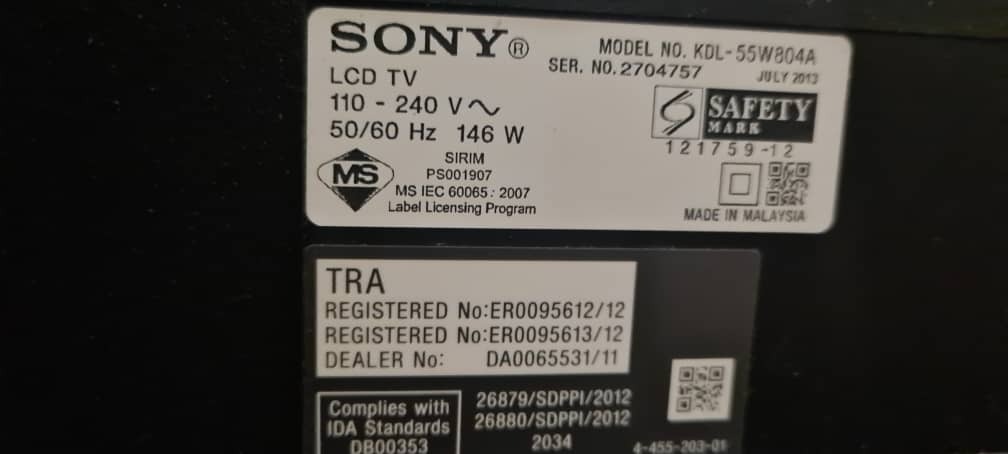 SONY®
MODEL NO. KDL-55W804A
LCD TV
SER. NO. 2704757
JULY 2013
110 - 240 V~
50/60 Hz 146 W
SAFETY
MARK
121759-12
SIRIM
PS001907
MS
MS IEC 60065: 2007
Label Licensing Program
MADE IN MALAYSIA
TRA
REGISTERED No:ER0095612/12
REGISTERED No:ER0095613/12
DEALER No: DA0065531/11
Complies with
IDA Standards
DB00353
26879/SDPPI/2012
26880/SDPPI/2012
2034
4-455-203-01